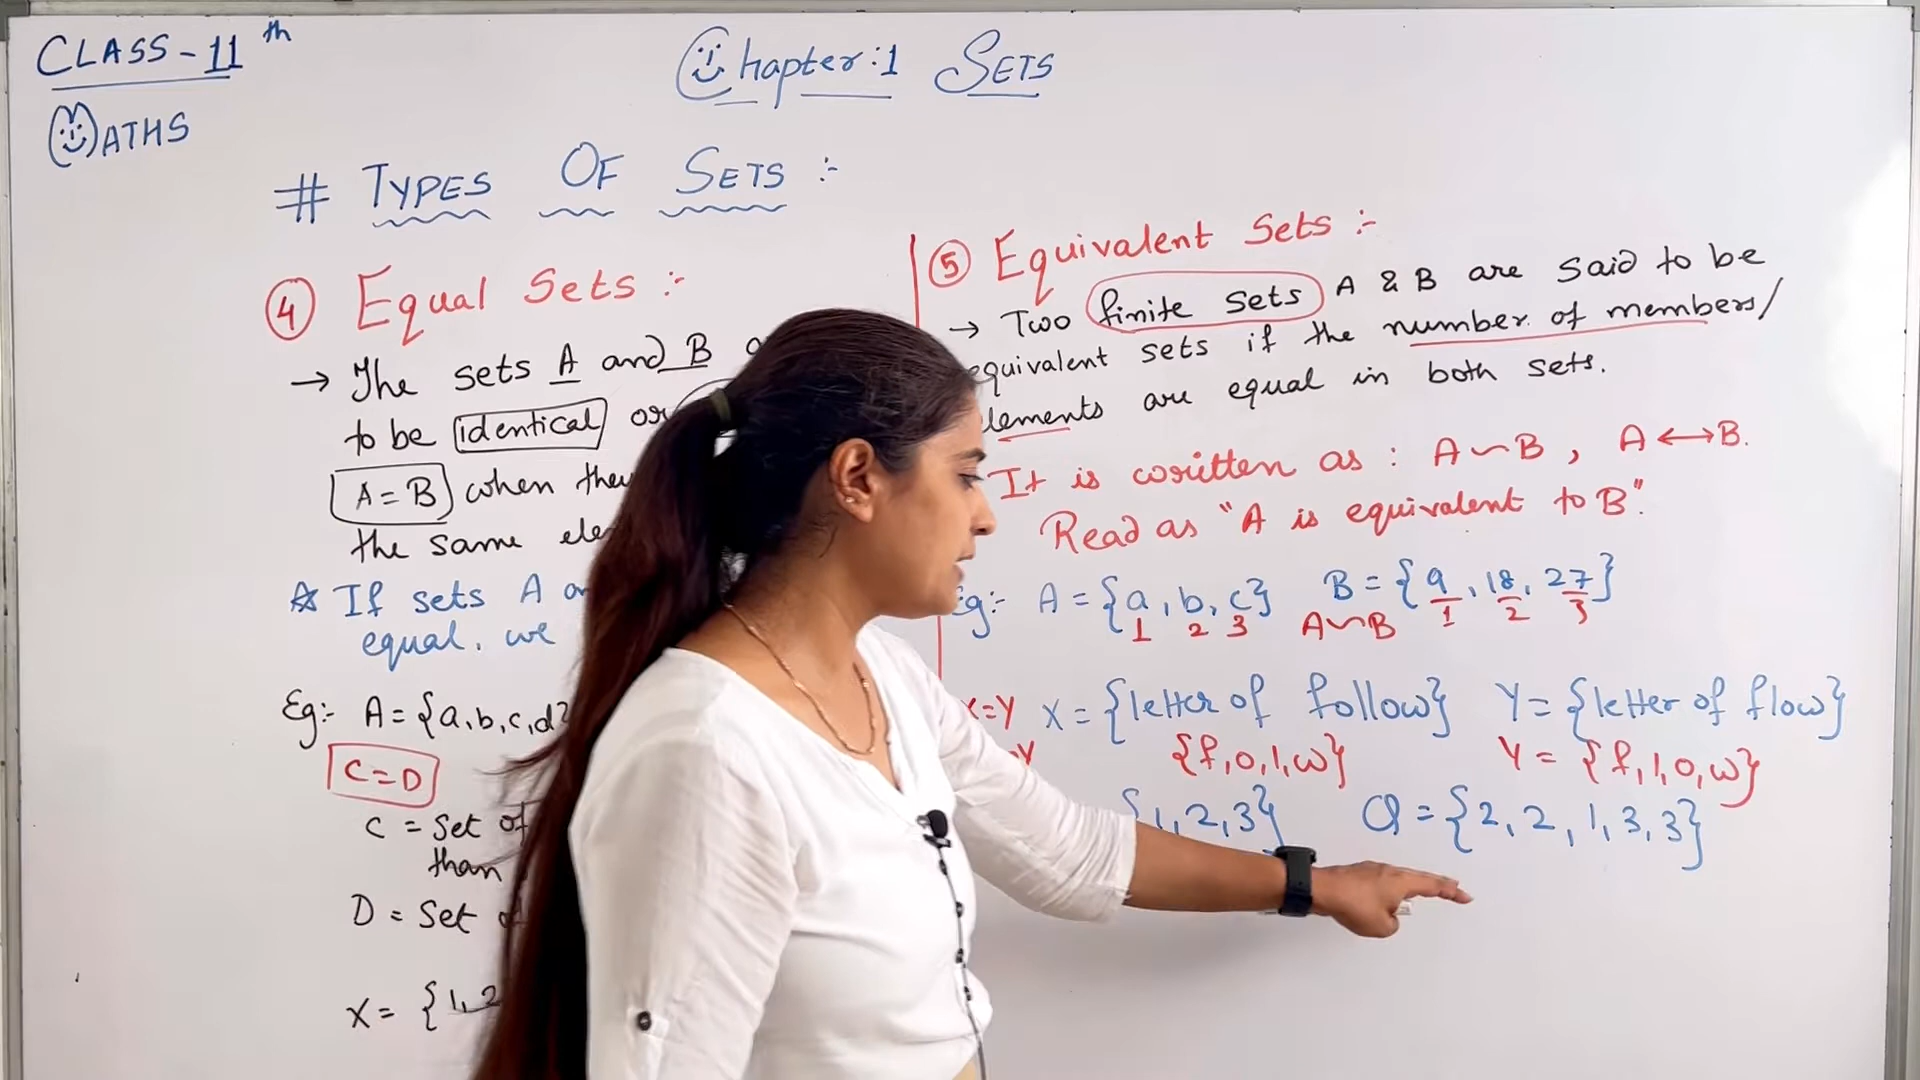 CLASS-11th
MATHS
Chapter:1 SETS
# TYPES OF SETS :-
④ Equal Sets :-
→ The sets A and B
to be identical or
A=B when they
the same
☆ If sets A
equal, we
Eg:- A={a,b,c,d}
C=D
C = Set of
than
D = Set
X= {1,2
⑤ Equivalent Sets :-
→ Two finite sets A & B are said to be
equivalent sets if the number of members/
elements are equal in both sets.
It is written as : A∽B, A↔B.
Read as "A is equivalent to B".
Eg:- A={a,b,c} B={9,18,27}
1 2 3 A∽B 1 2 3
X=Y X={letter of follow} Y={letter of flow}
Y {f,o,l,w} Y={f,l,o,w}
{1,2,3} Q={2,2,1,3,3}